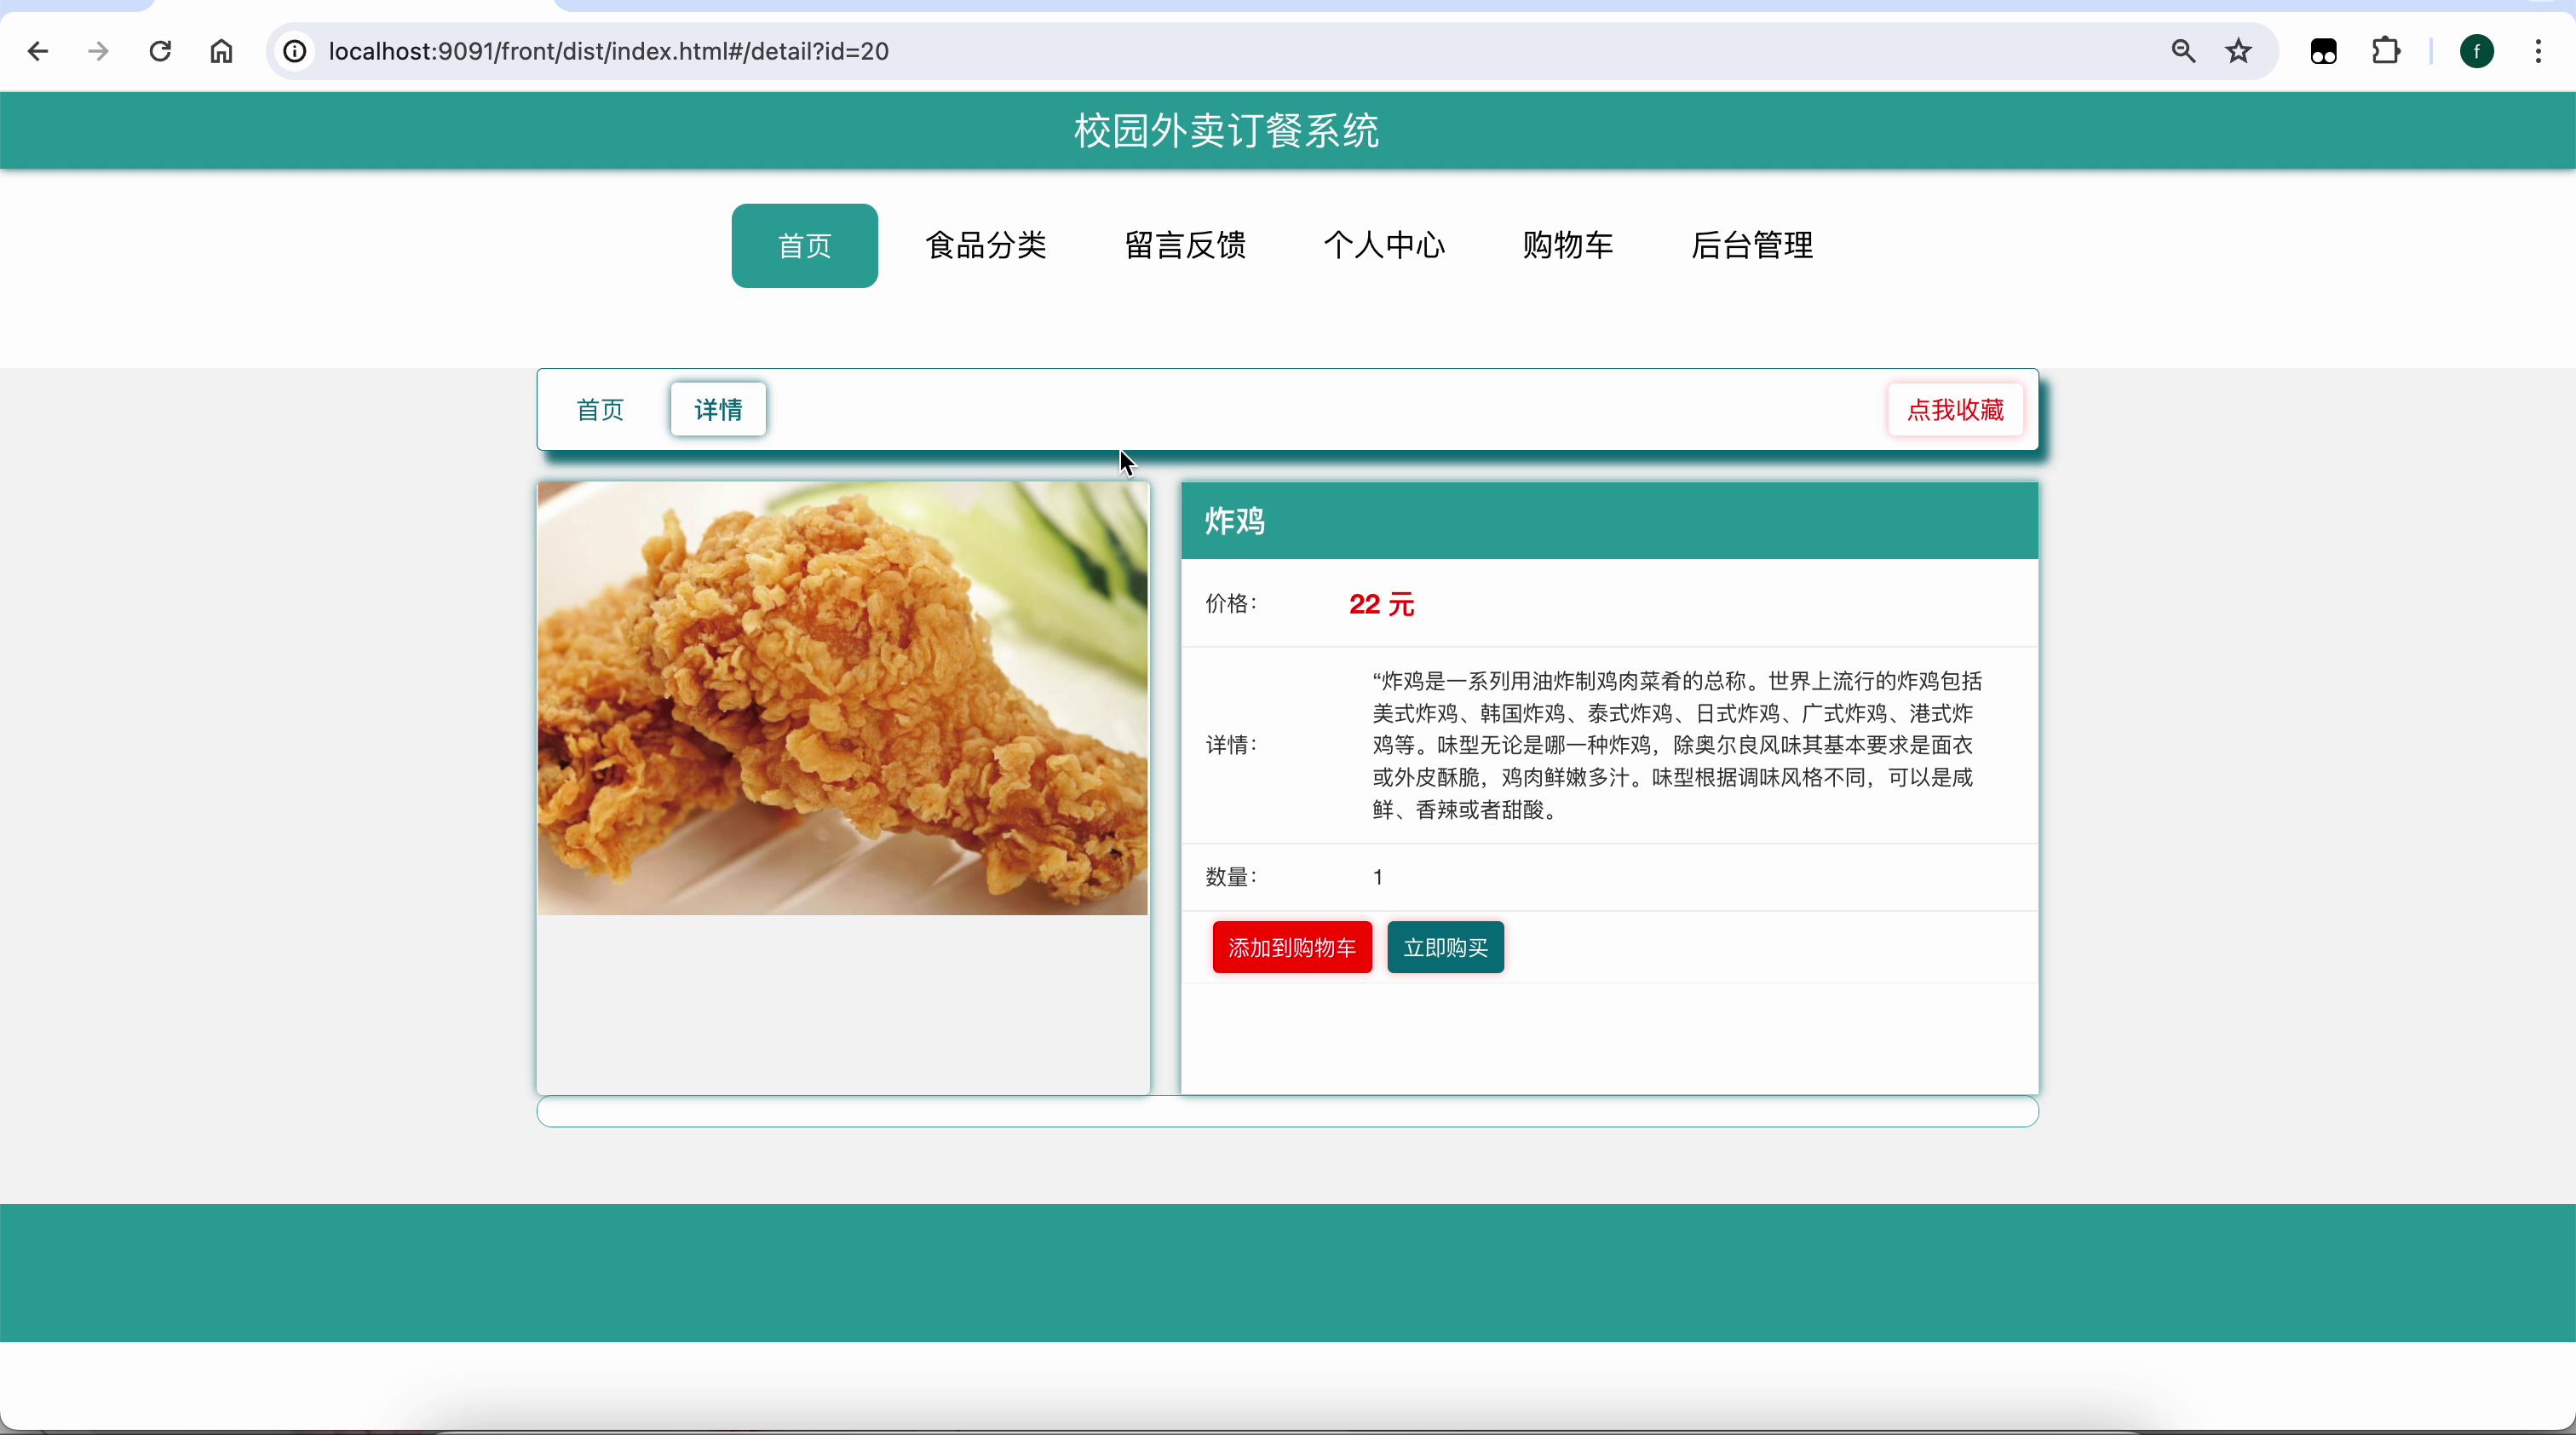 localhost:9091/front/dist/index.html#/detail?id=20
f
校园外卖订餐系统
首页 食品分类 留言反馈 个人中心 购物车 后台管理
首页 详情 点我收藏
炸鸡
价格： 22 元
详情：
“炸鸡是一系列用油炸制鸡肉菜肴的总称。世界上流行的炸鸡包括
美式炸鸡、韩国炸鸡、泰式炸鸡、日式炸鸡、广式炸鸡、港式炸
鸡等。味型无论是哪一种炸鸡，除奥尔良风味其基本要求是面衣
或外皮酥脆，鸡肉鲜嫩多汁。味型根据调味风格不同，可以是咸
鲜、香辣或者甜酸。
数量： 1
添加到购物车 立即购买